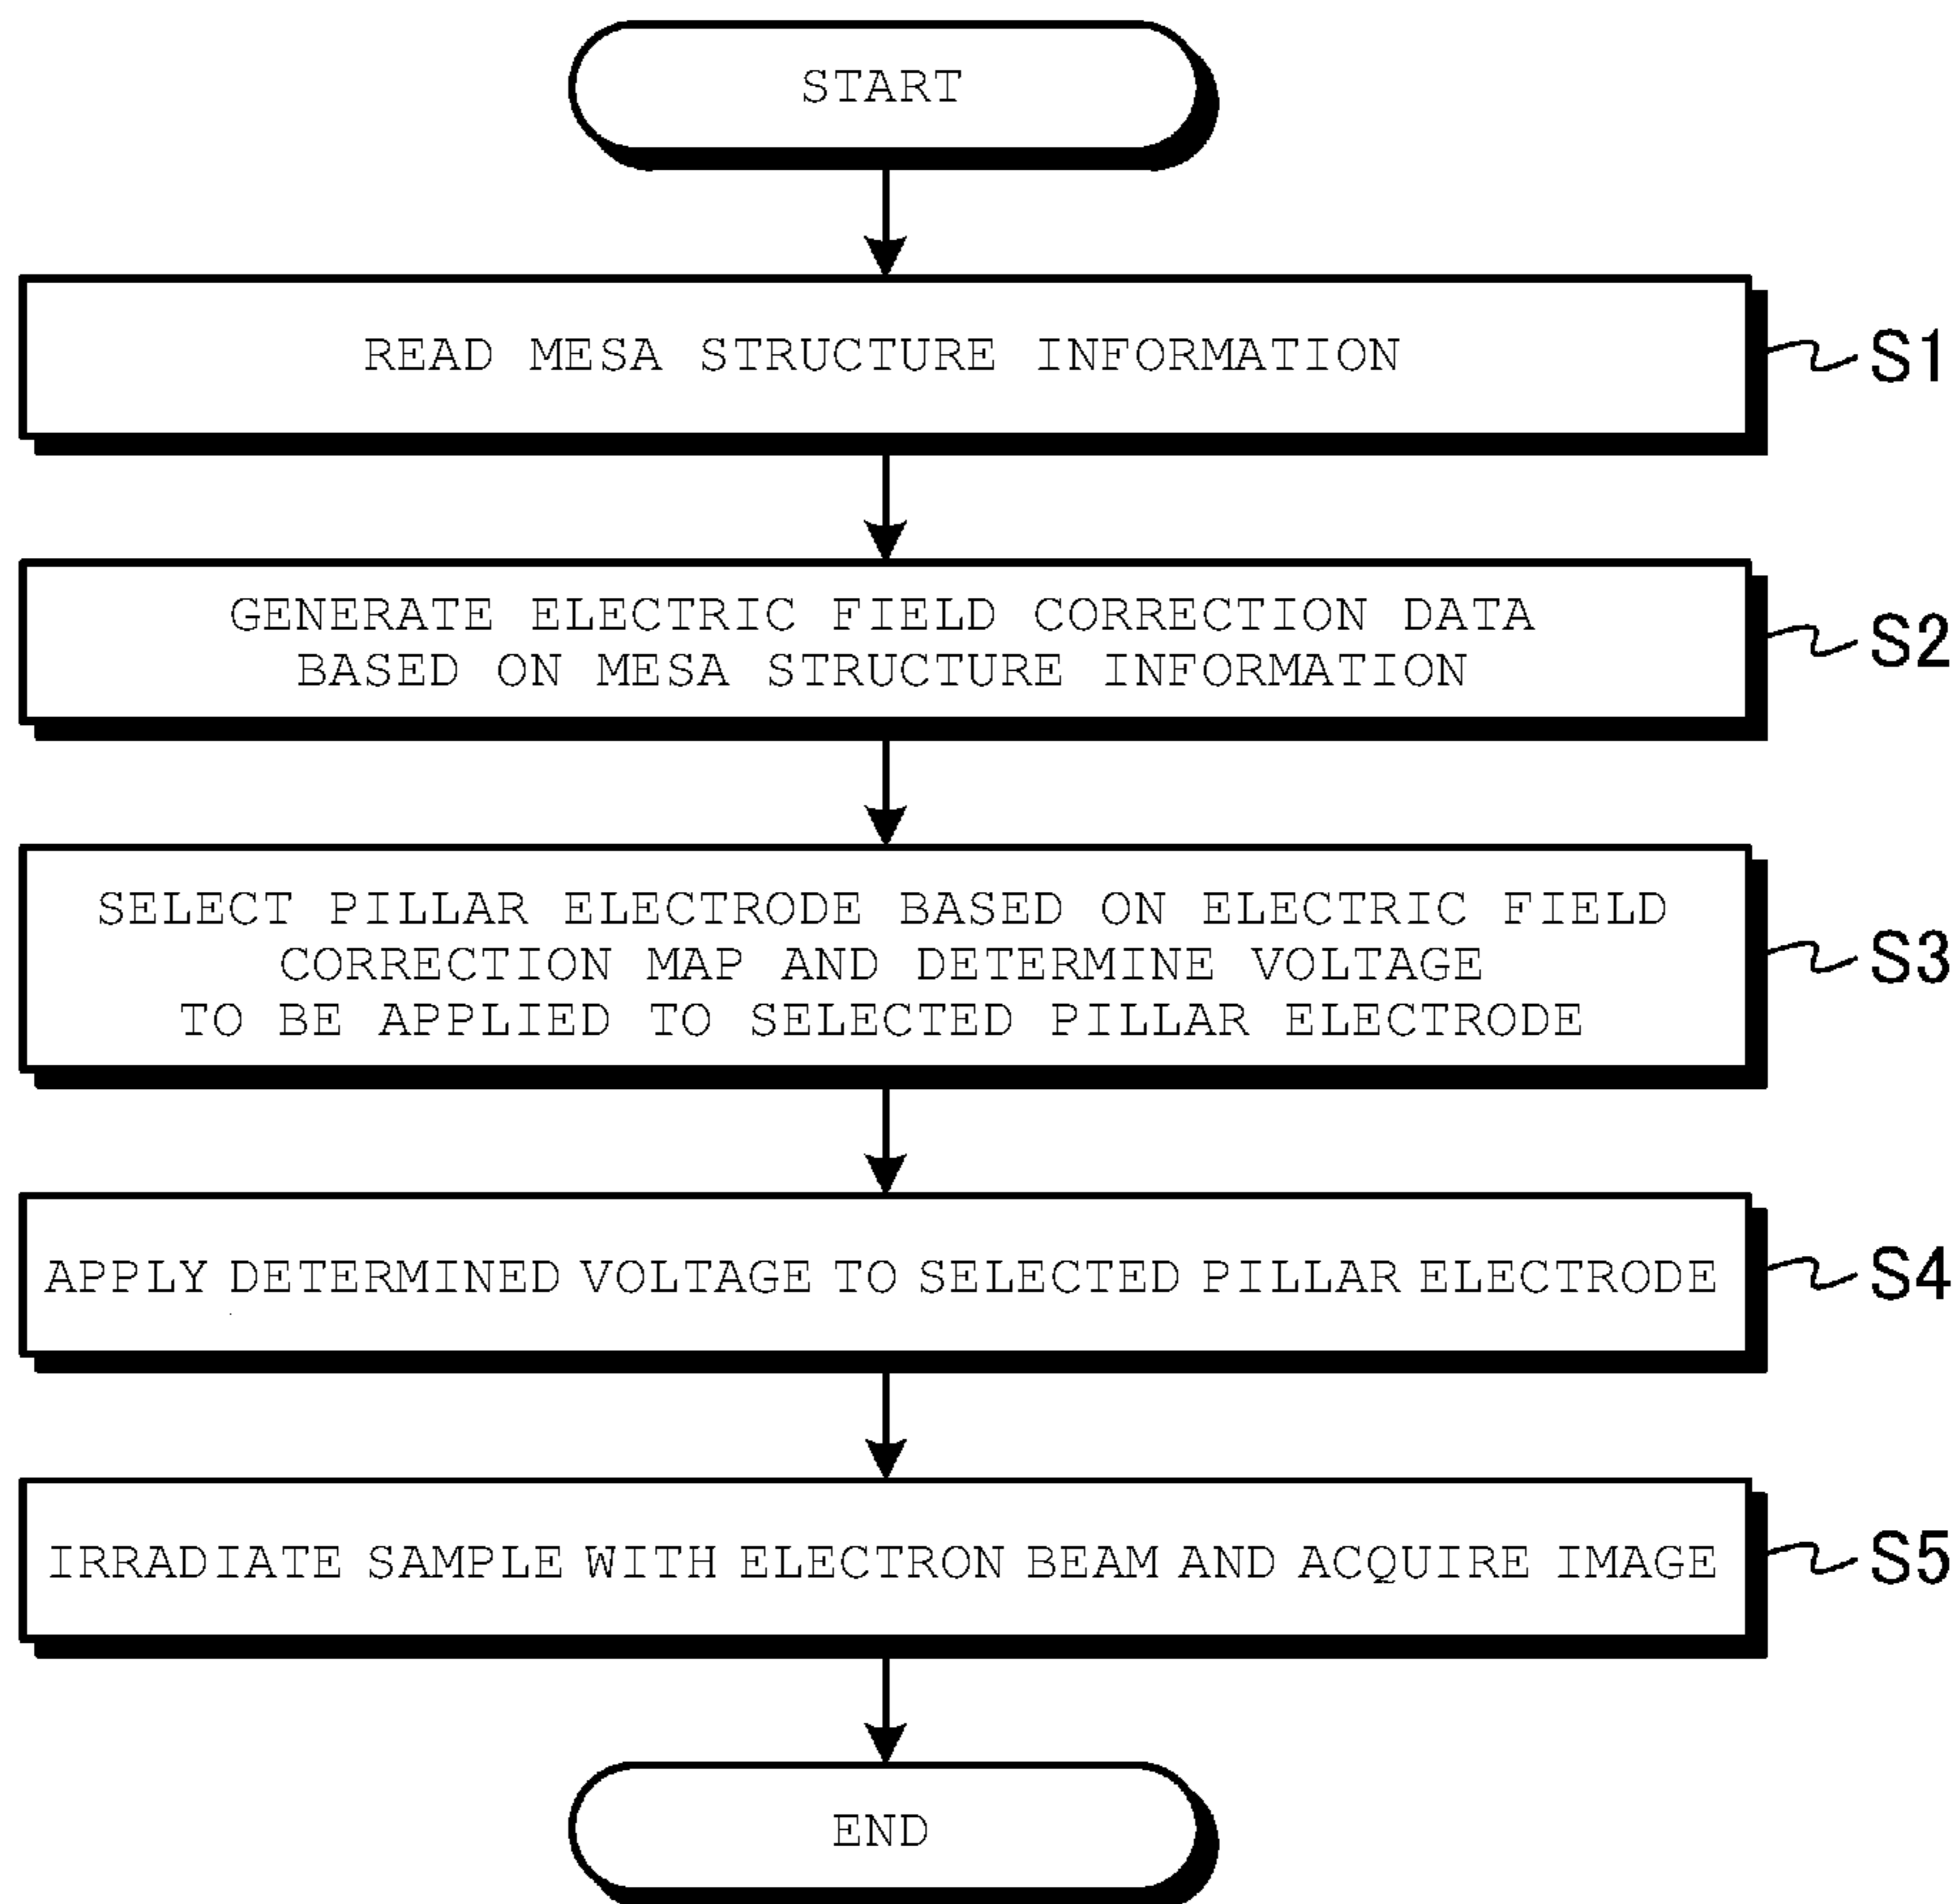 START
READ MESA STRUCTURE INFORMATION
S1
GENERATE ELECTRIC FIELD CORRECTION DATA
BASED ON MESA STRUCTURE INFORMATION
S2
SELECT PILLAR ELECTRODE BASED ON ELECTRIC FIELD
CORRECTION MAP AND DETERMINE VOLTAGE
TO BE APPLIED TO SELECTED PILLAR ELECTRODE
S3
APPLY DETERMINED VOLTAGE TO SELECTED PILLAR ELECTRODE
S4
IRRADIATE SAMPLE WITH ELECTRON BEAM AND ACQUIRE IMAGE
S5
END